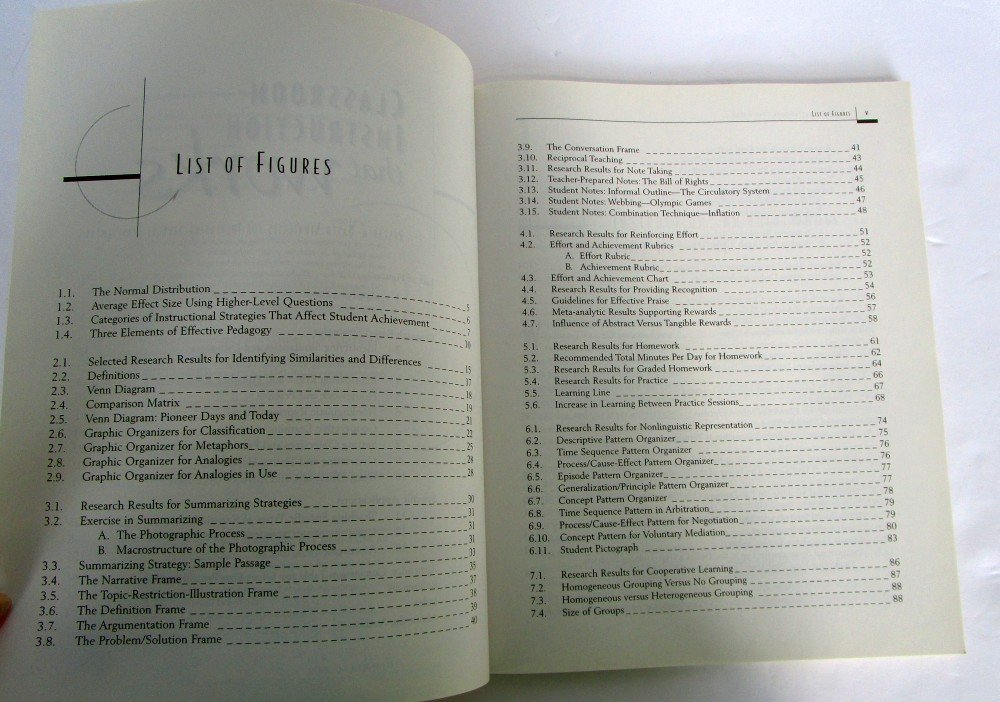 LIST OF FIGURES
1.1. The Normal Distribution 5
1.2. Average Effect Size Using Higher-Level Questions 6
1.3. Categories of Instructional Strategies That Affect Student Achievement 7
1.4. Three Elements of Effective Pedagogy 10
2.1. Selected Research Results for Identifying Similarities and Differences 15
2.2. Definitions 17
2.3. Venn Diagram 18
2.4. Comparison Matrix 19
2.5. Venn Diagram: Pioneer Days and Today 21
2.6. Graphic Organizers for Classification 22
2.7. Graphic Organizer for Metaphors 25
2.8. Graphic Organizer for Analogies 28
2.9. Graphic Organizer for Analogies in Use 28
3.1. Research Results for Summarizing Strategies 30
3.2. Exercise in Summarizing 31
A. The Photographic Process 31
B. Macrostructure of the Photographic Process 31
3.3. Summarizing Strategy: Sample Passage 33
3.4. The Narrative Frame 35
3.5. The Topic-Restriction-Illustration Frame 37
3.6. The Definition Frame 38
3.7. The Argumentation Frame 39
3.8. The Problem/Solution Frame 40
LIST OF FIGURES v
3.9. The Conversation Frame 41
3.10. Reciprocal Teaching 43
3.11. Research Results for Note Taking 44
3.12. Teacher-Prepared Notes: The Bill of Rights 45
3.13. Student Notes: Informal Outline—The Circulatory System 46
3.14. Student Notes: Webbing—Olympic Games 47
3.15. Student Notes: Combination Technique—Inflation 48
4.1. Research Results for Reinforcing Effort 51
4.2. Effort and Achievement Rubrics 52
A. Effort Rubric 52
B. Achievement Rubric 52
4.3. Effort and Achievement Chart 53
4.4. Research Results for Providing Recognition 54
4.5. Guidelines for Effective Praise 56
4.6. Meta-analytic Results Supporting Rewards 57
4.7. Influence of Abstract Versus Tangible Rewards 58
5.1. Research Results for Homework 61
5.2. Recommended Total Minutes Per Day for Homework 62
5.3. Research Results for Graded Homework 64
5.4. Research Results for Practice 66
5.5. Learning Line 67
5.6. Increase in Learning Between Practice Sessions 68
6.1. Research Results for Nonlinguistic Representation 74
6.2. Descriptive Pattern Organizer 75
6.3. Time Sequence Pattern Organizer 76
6.4. Process/Cause-Effect Pattern Organizer 76
6.5. Episode Pattern Organizer 77
6.6. Generalization/Principle Pattern Organizer 77
6.7. Concept Pattern Organizer 78
6.8. Time Sequence Pattern in Arbitration 79
6.9. Process/Cause-Effect Pattern for Negotiation 79
6.10. Concept Pattern for Voluntary Mediation 80
6.11. Student Pictograph 83
7.1. Research Results for Cooperative Learning 86
7.2. Homogeneous Grouping Versus No Grouping 87
7.3. Homogeneous versus Heterogeneous Grouping 88
7.4. Size of Groups 88